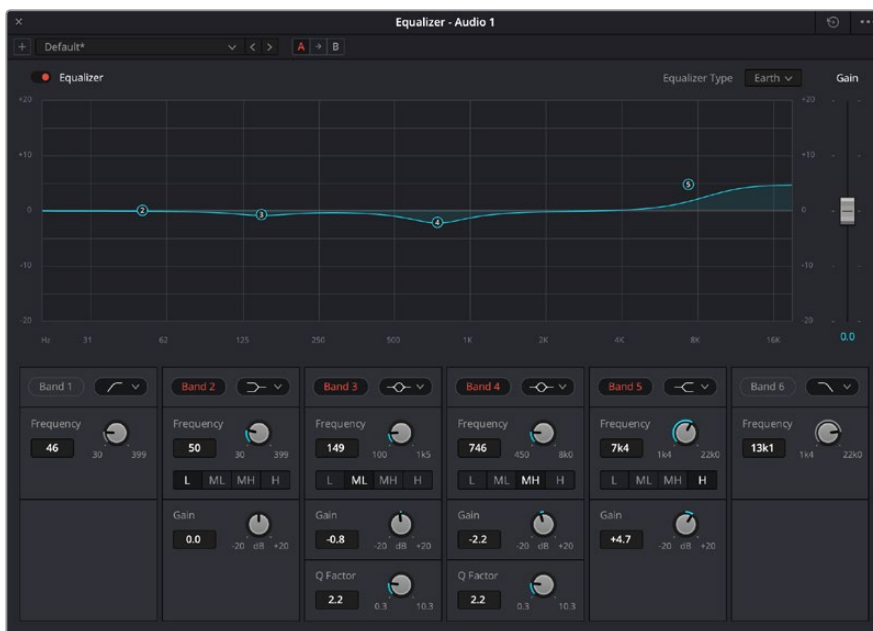 Equalizer - Audio 1
Default*
A
B
Equalizer
Equalizer Type
Earth
Gain
+20
+20
+10
+10
2
3
4
5
0
0
-10
-10
-20
-20
Hz 31 62 125 250 500 1K 2K 4K 8K 16K
0.0
Band 1 Band 2 Band 3 Band 4 Band 5 Band 6
Frequency Frequency Frequency Frequency Frequency Frequency
46 30 399 50 30 399 149 100 1k5 746 450 8k0 7k4 1k4 22k0 13k1 1k4 22k0
L ML MH H L ML MH H L ML MH H L ML MH H
Gain Gain Gain Gain
0.0 -20 dB +20 -0.8 -20 dB +20 -2.2 -20 dB +20 +4.7 -20 dB +20
Q Factor Q Factor
2.2 0.3 10.3 2.2 0.3 10.3